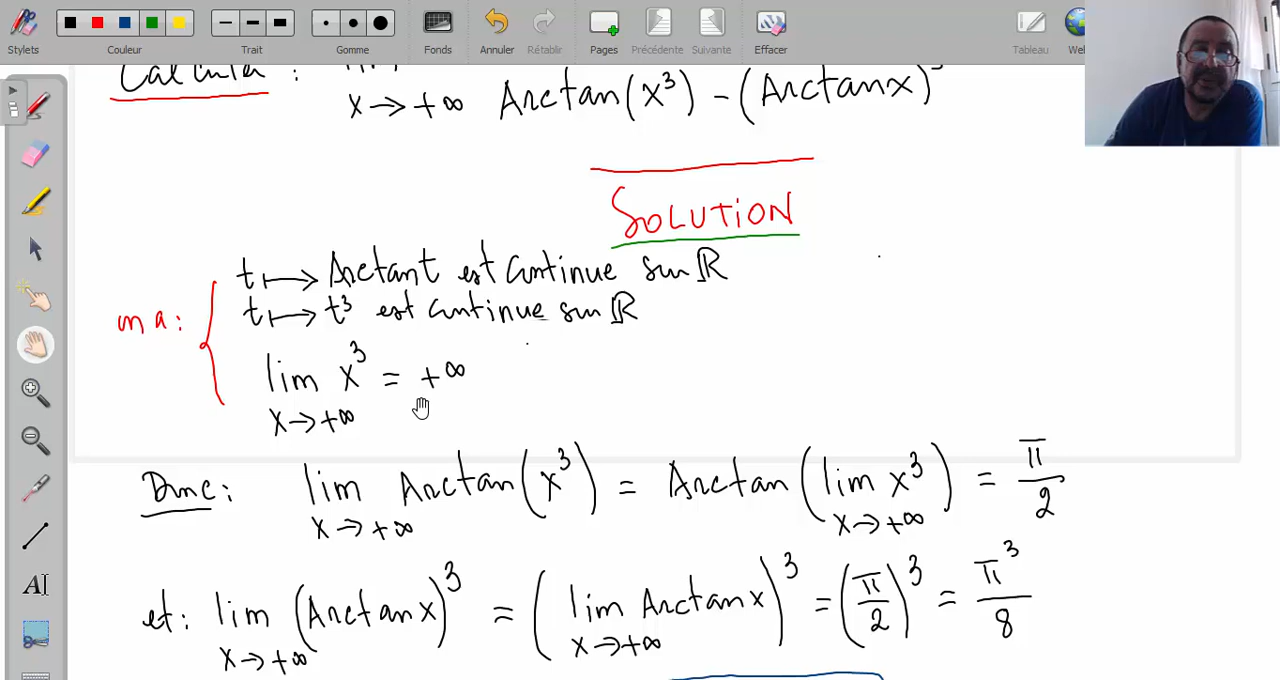 Stylets Couleur Trait Gomme Fonds Annuler Rétablir Pages Précédente Suivante Effacer Tableau
Calculer :
x → +∞ Arctan(x³) - (Arctan x)³
SOLUTION
on a :
t ⟼ Arctan t est continue sur ℝ
t ⟼ t³ est continue sur ℝ
lim x³ = +∞
x → +∞
Donc : lim Arctan(x³) = Arctan(lim x³) = π/2
x → +∞ x → +∞
et : lim (Arctan x)³ = (lim Arctan x)³ = (π/2)³ = π³/8
x → +∞ x → +∞